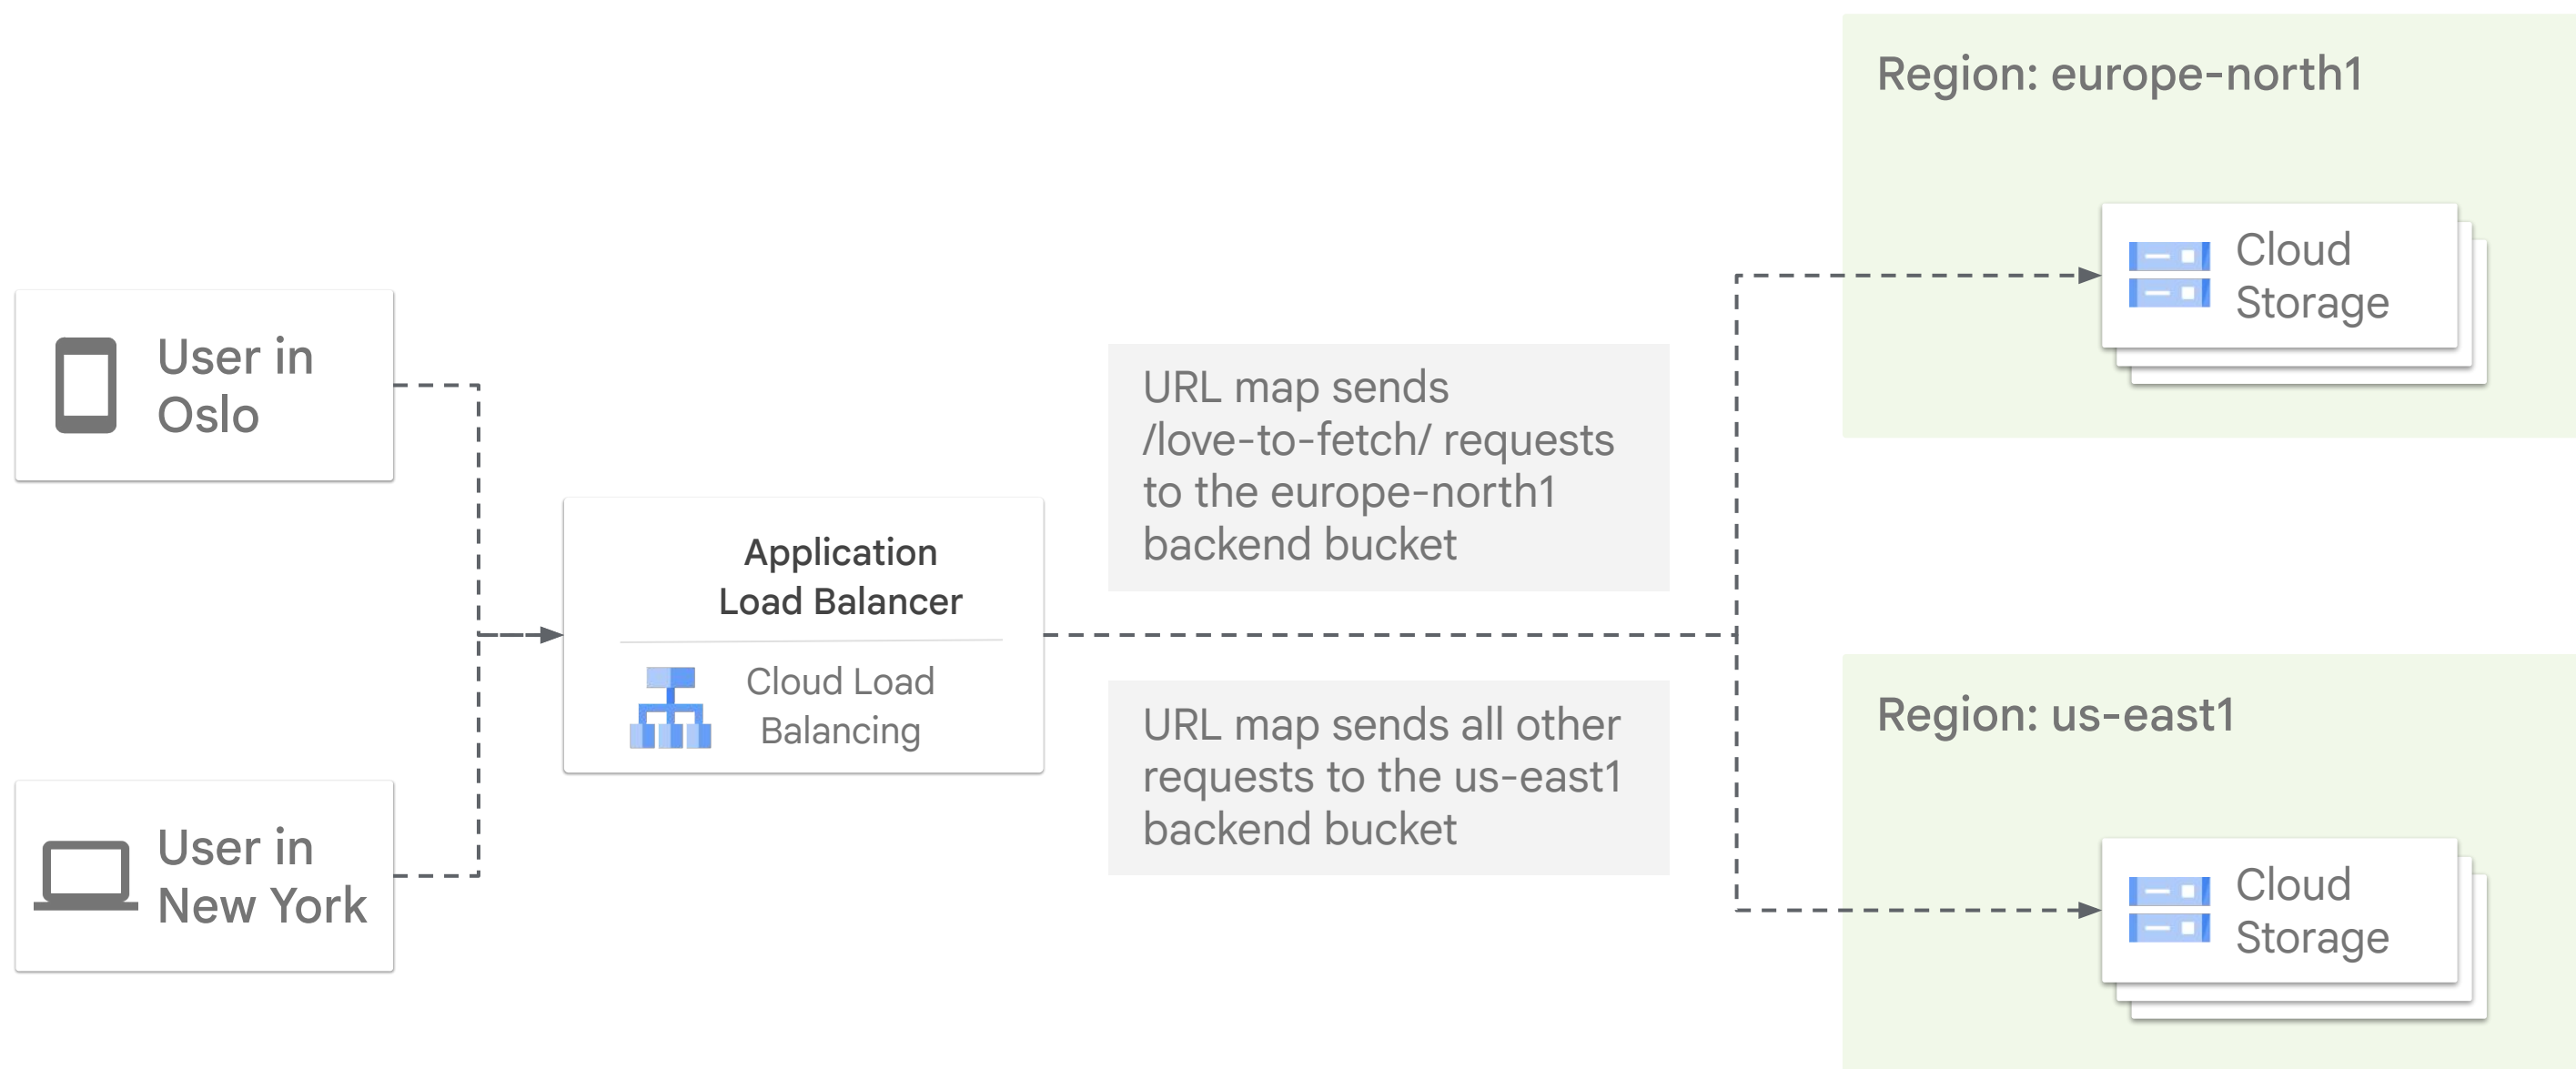 Region: europe-north1
Cloud
Storage
User in
Oslo
URL map sends
/love-to-fetch/ requests
to the europe-north1
backend bucket
Application
Load Balancer
Cloud Load
Balancing
URL map sends all other
requests to the us-east1
backend bucket
Region: us-east1
User in
New York
Cloud
Storage